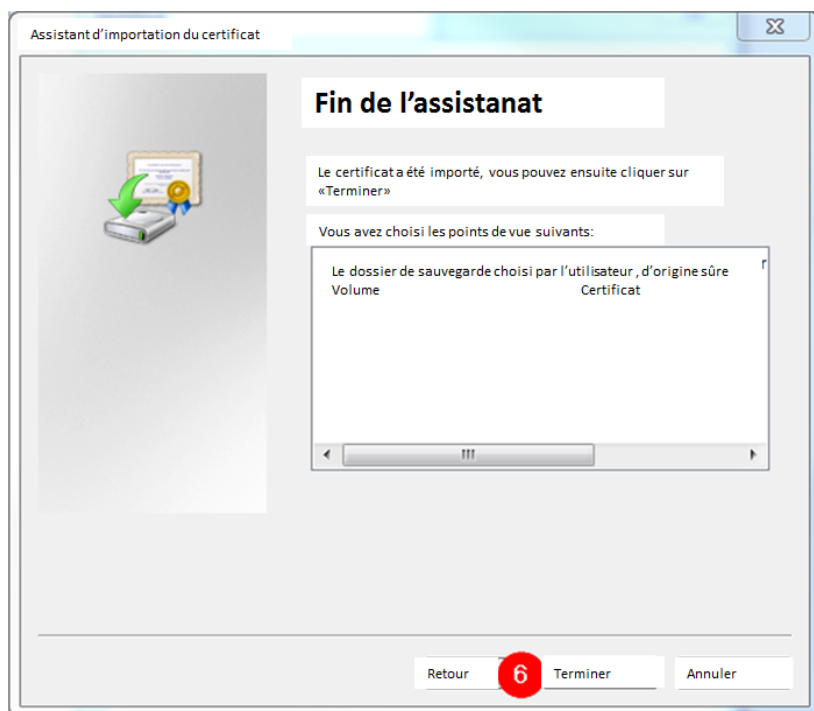 Assistant d’importation du certificat
Fin de l’assistanat
Le certificat a été importé, vous pouvez ensuite cliquer sur
«Terminer»
Vous avez choisi les points de vue suivants:
Le dossier de sauvegarde choisi par l’utilisateur , d’origine sûre
Volume Certificat
Retour 6 Terminer Annuler